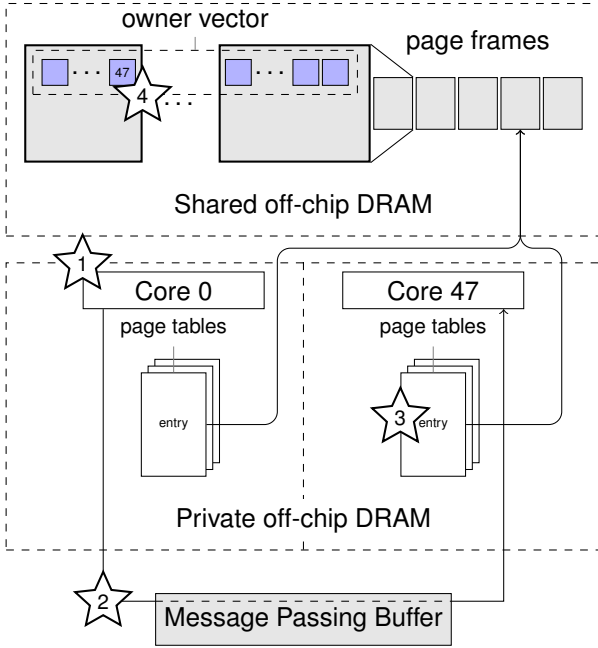 owner vector
page frames
··· 47 ··· ···
4
Shared off-chip DRAM
1
Core 0 Core 47
page tables page tables
3
entry entry
Private off-chip DRAM
2
Message Passing Buffer